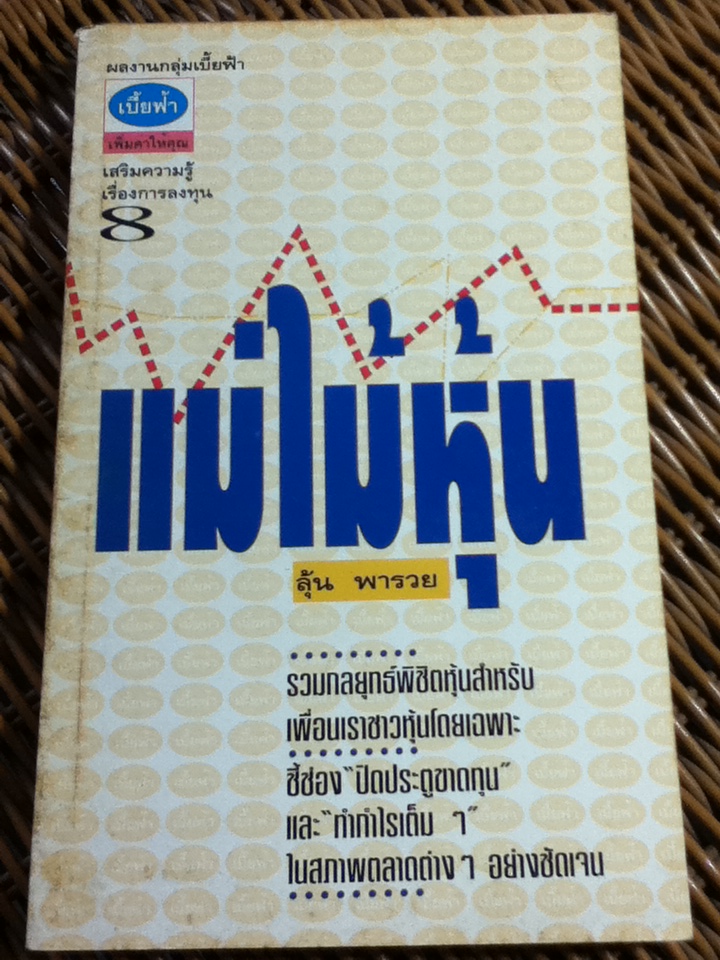 ผลงานกลุ่มเบี้ยฟ้า
เบี้ยฟ้า
เพิ่มค่าให้คุณ
เสริมความรู้
เรื่องการลงทุน
8
แม่ไม้หุ้น
ลุ้น พารวย
รวมกลยุทธ์พิชิตหุ้นสำหรับ
เพื่อนเราชาวหุ้นโดยเฉพาะ
ชี้ช่อง "ปิดประตูขาดทุน"
และ "ทำกำไรเต็ม ๆ"
ในสภาพตลาดต่าง ๆ อย่างชัดเจน